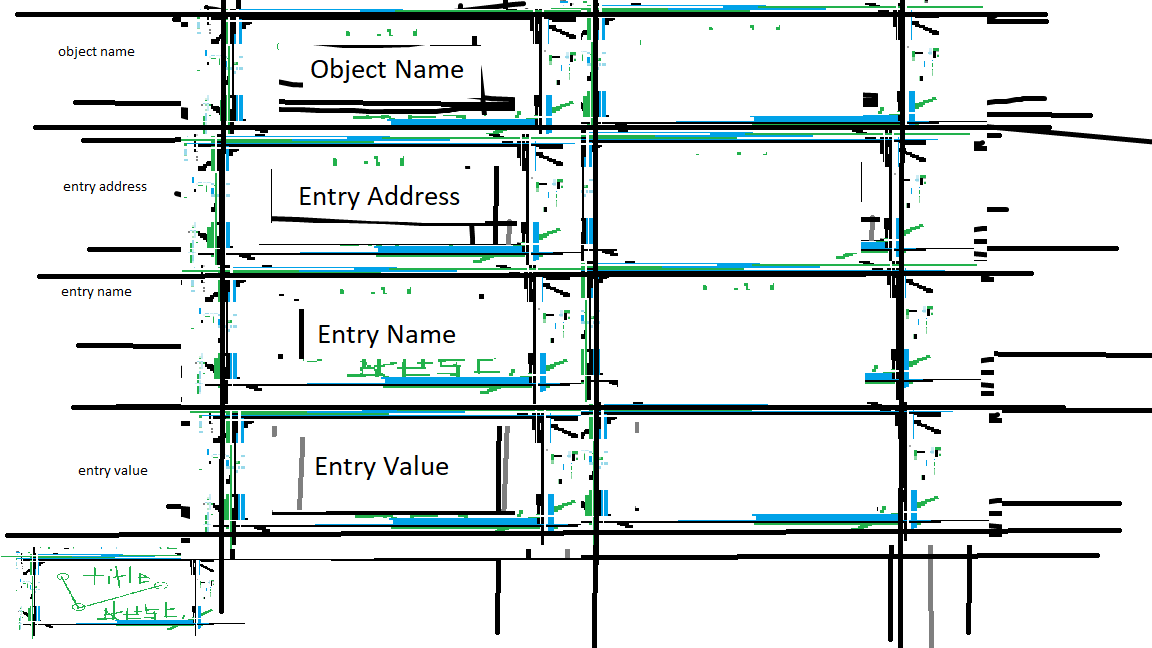 object name
Object Name
entry address
Entry Address
entry name
Entry Name
entry value
Entry Value
title